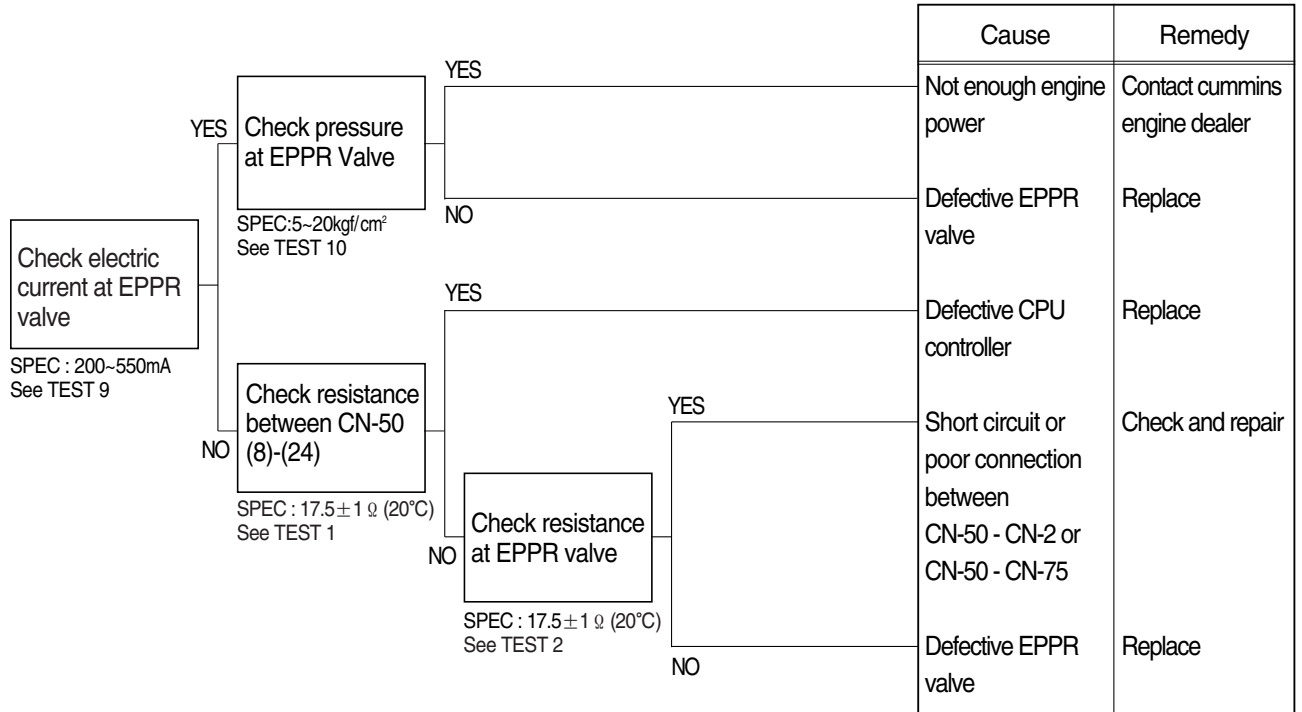 Cause
Remedy
YES
Not enough engine
power
Contact cummins
engine dealer
YES
Check pressure
at EPPR Valve
SPEC:5~20kgf/cm²
See TEST 10
NO
Defective EPPR
valve
Replace
Check electric
current at EPPR
valve
SPEC : 200~550mA
See TEST 9
YES
Defective CPU
controller
Replace
NO
Check resistance
between CN-50
(8)-(24)
SPEC : 17.5±1 Ω (20°C)
See TEST 1
YES
Short circuit or
poor connection
between
CN-50 - CN-2 or
CN-50 - CN-75
Check and repair
NO
Check resistance
at EPPR valve
SPEC : 17.5±1 Ω (20°C)
See TEST 2
NO
Defective EPPR
valve
Replace